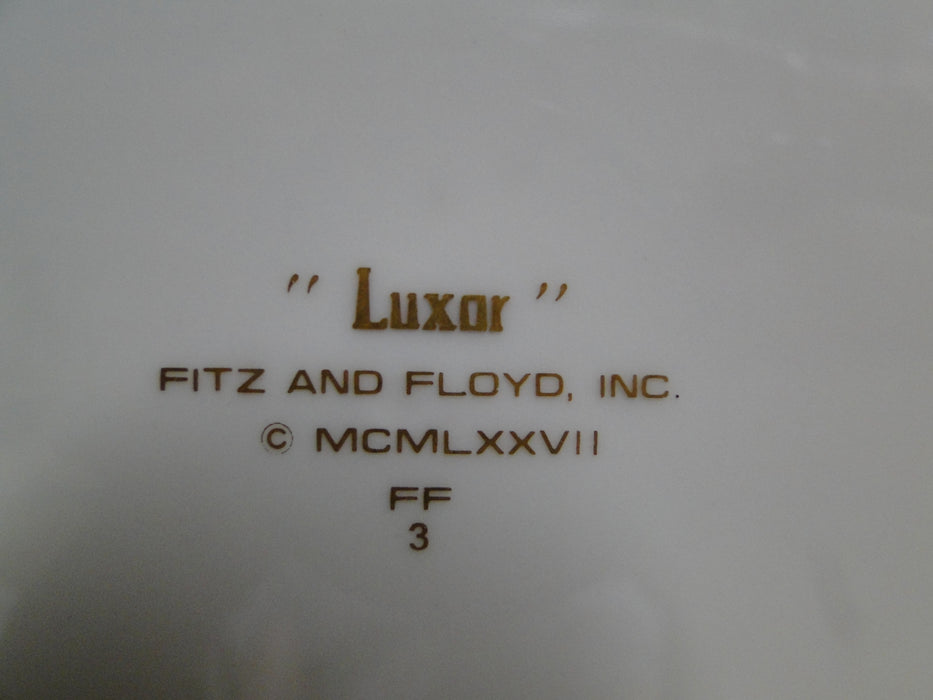 " Luxor "
FITZ AND FLOYD, INC.
© MCMLXXVII
FF
3